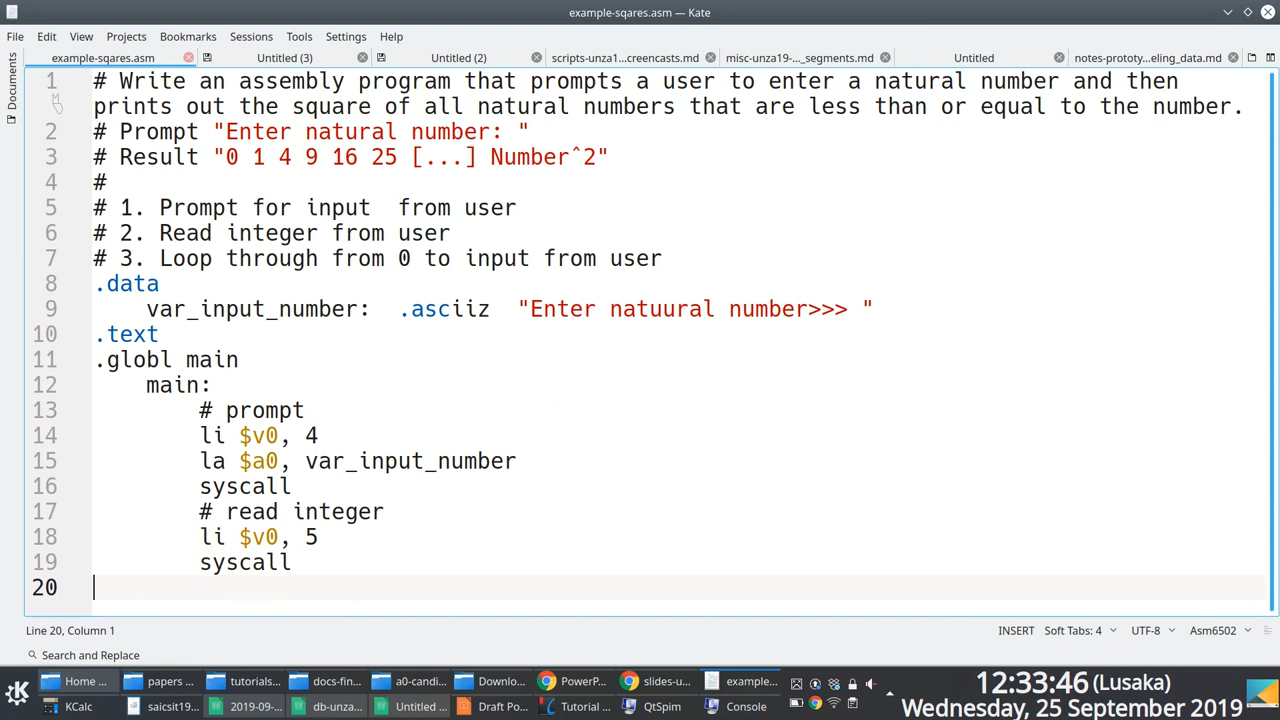 example-sqares.asm — Kate
File Edit View Projects Bookmarks Sessions Tools Settings Help
example-sqares.asm Untitled (3) Untitled (2) scripts-unza1...creencasts.md misc-unza19-..._segments.md Untitled notes-prototy...eling_data.md
Documents
1 # Write an assembly program that prompts a user to enter a natural number and then
prints out the square of all natural numbers that are less than or equal to the number.
2 # Prompt "Enter natural number: "
3 # Result "0 1 4 9 16 25 [...] Number^2"
4 #
5 # 1. Prompt for input  from user
6 # 2. Read integer from user
7 # 3. Loop through from 0 to input from user
8 .data
9     var_input_number:  .asciiz  "Enter natuural number>>> "
10 .text
11 .globl main
12     main:
13         # prompt
14         li $v0, 4
15         la $a0, var_input_number
16         syscall
17         # read integer
18         li $v0, 5
19         syscall
20
Line 20, Column 1 INSERT Soft Tabs: 4 UTF-8 Asm6502
Search and Replace
Home ... papers ... tutorials... docs-fin... a0-candi... Downlo... PowerP... slides-u... example... 12:33:46 (Lusaka)
KCalc saicsit19... 2019-09-... db-unza... Untitled ... Draft Po... Tutorial ... QtSpim Console Wednesday, 25 September 2019